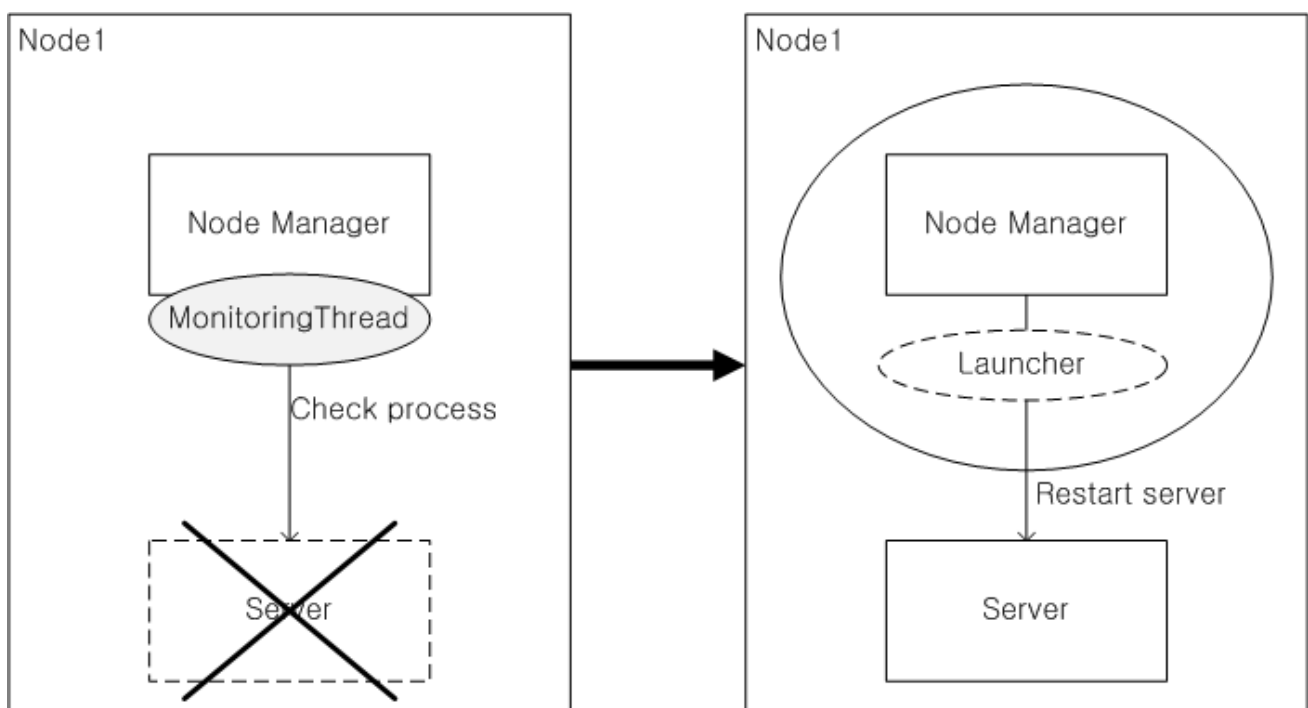 Node1
Node Manager
MonitoringThread
Check process
Server
Node1
Node Manager
Launcher
Restart server
Server